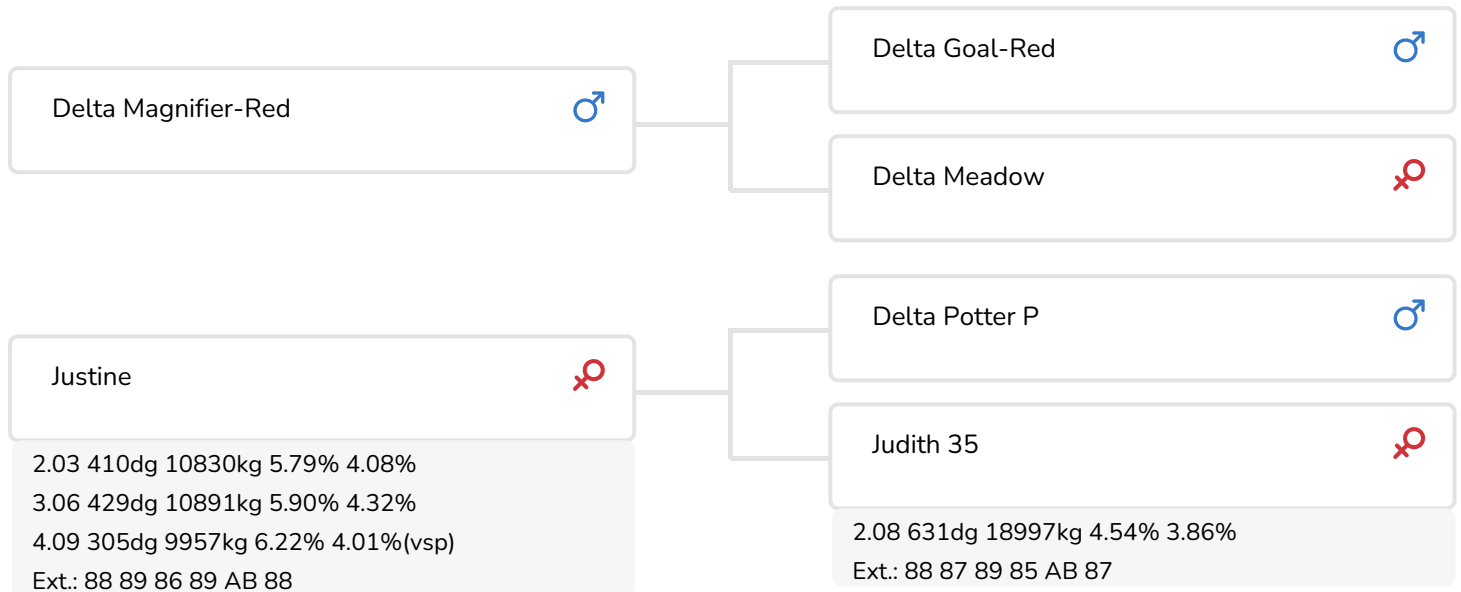 Delta Magnifier-Red
Delta Goal-Red
Delta Meadow
Justine
2.03 410dg 10830kg 5.79% 4.08%
3.06 429dg 10891kg 5.90% 4.32%
4.09 305dg 9957kg 6.22% 4.01%(vsp)
Ext.: 88 89 86 89 AB 88
Delta Potter P
Judith 35
2.08 631dg 18997kg 4.54% 3.86%
Ext.: 88 87 89 85 AB 87